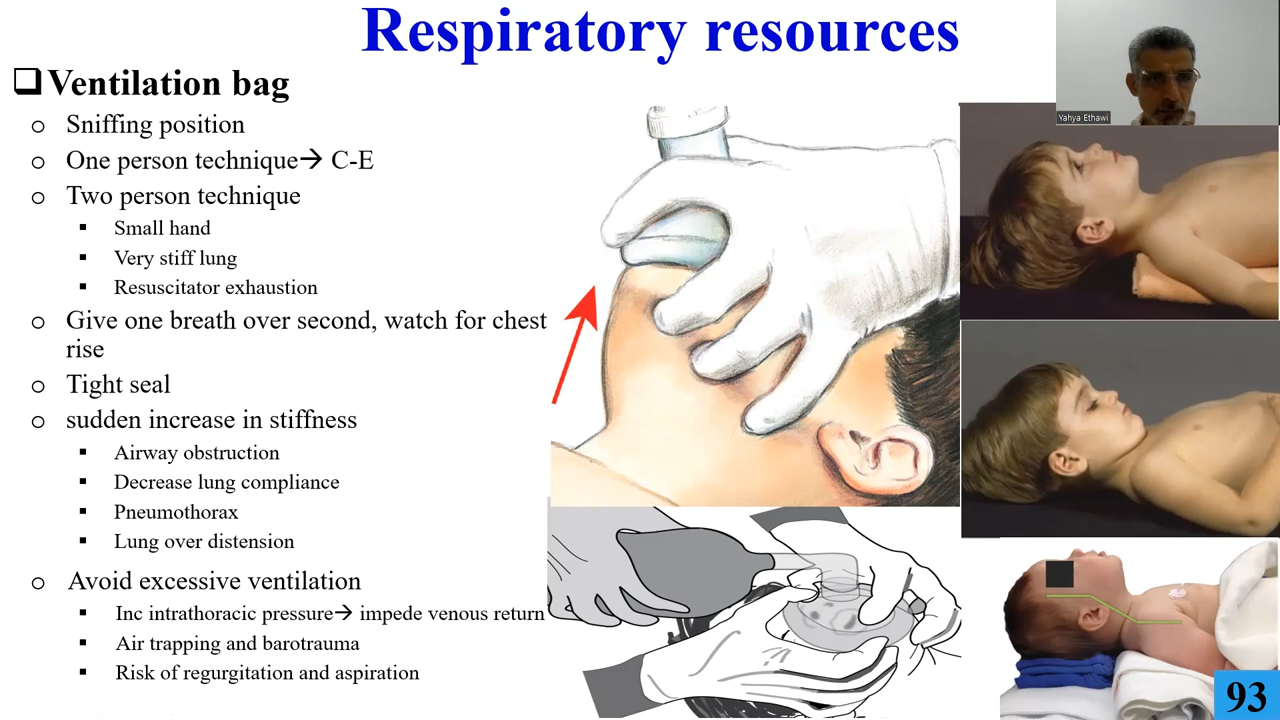 Respiratory resources
Ventilation bag
Sniffing position
One person technique→ C-E
Two person technique
Small hand
Very stiff lung
Resuscitator exhaustion
Give one breath over second, watch for chest
rise
Tight seal
sudden increase in stiffness
Airway obstruction
Decrease lung compliance
Pneumothorax
Lung over distension
Avoid excessive ventilation
Inc intrathoracic pressure→ impede venous return
Air trapping and barotrauma
Risk of regurgitation and aspiration
Yahya Ethawi
93